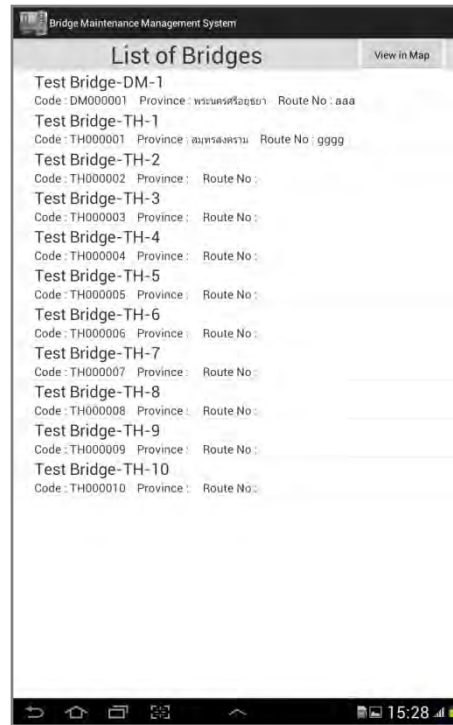 Bridge Maintenance Management System
List of Bridges
View in Map
Test Bridge-DM-1
Code : DM000001 Province : พระนครศรีอยุธยา Route No : aaa
Test Bridge-TH-1
Code : TH000001 Province : สมุทรสงคราม Route No : gggg
Test Bridge-TH-2
Code : TH000002 Province : Route No :
Test Bridge-TH-3
Code : TH000003 Province : Route No :
Test Bridge-TH-4
Code : TH000004 Province : Route No :
Test Bridge-TH-5
Code : TH000005 Province : Route No :
Test Bridge-TH-6
Code : TH000006 Province : Route No :
Test Bridge-TH-7
Code : TH000007 Province : Route No :
Test Bridge-TH-8
Code : TH000008 Province : Route No :
Test Bridge-TH-9
Code : TH000009 Province : Route No :
Test Bridge-TH-10
Code : TH000010 Province : Route No :
15:28